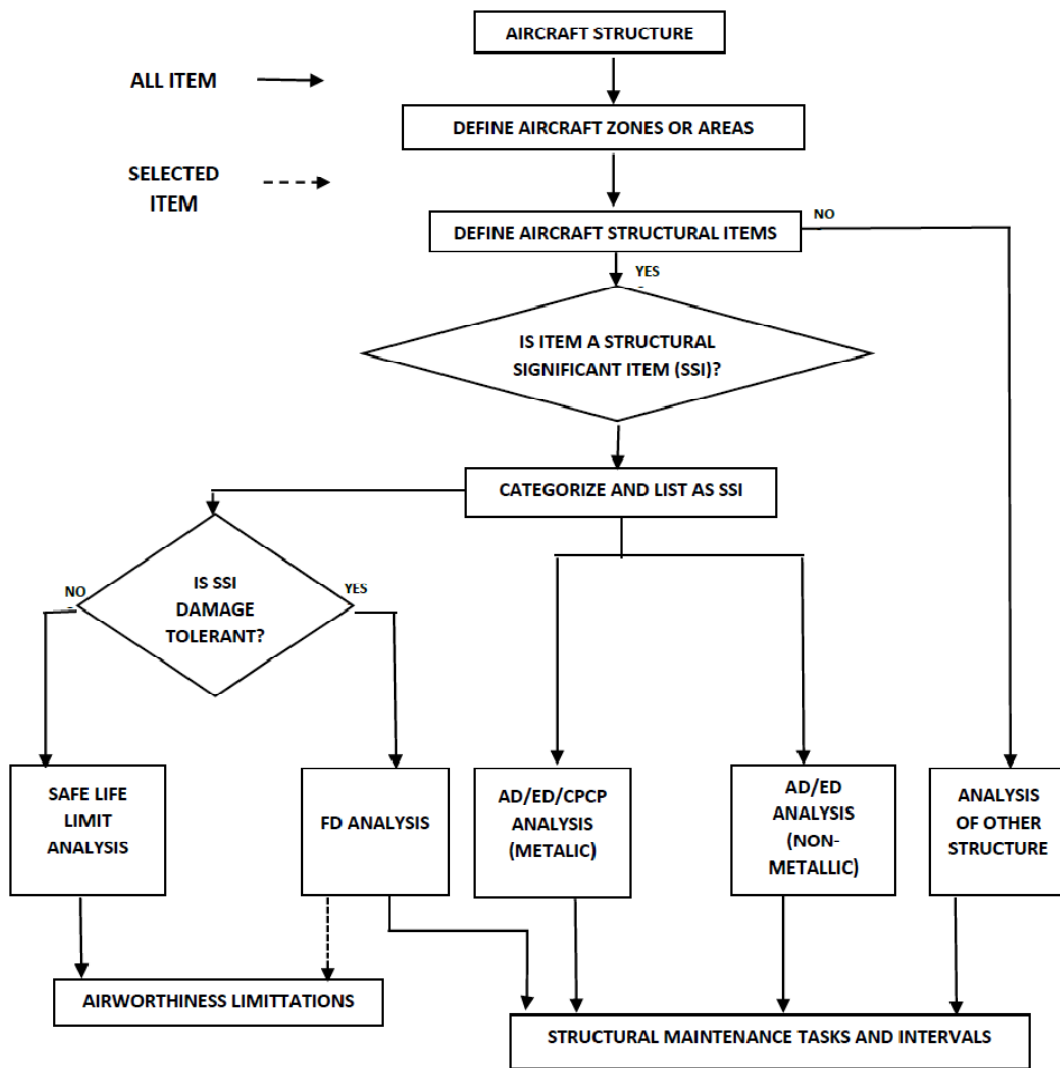 AIRCRAFT STRUCTURE
ALL ITEM
DEFINE AIRCRAFT ZONES OR AREAS
SELECTED
ITEM
NO
DEFINE AIRCRAFT STRUCTURAL ITEMS
YES
IS ITEM A STRUCTURAL
SIGNIFICANT ITEM (SSI)?
CATEGORIZE AND LIST AS SSI
NO
IS SSI
DAMAGE
TOLERANT?
YES
SAFE LIFE
LIMIT
ANALYSIS
FD ANALYSIS
AD/ED/CPCP
ANALYSIS
(METALIC)
AD/ED
ANALYSIS
(NON-
METALLIC)
ANALYSIS
OF OTHER
STRUCTURE
AIRWORTHINESS LIMITTATIONS
STRUCTURAL MAINTENANCE TASKS AND INTERVALS